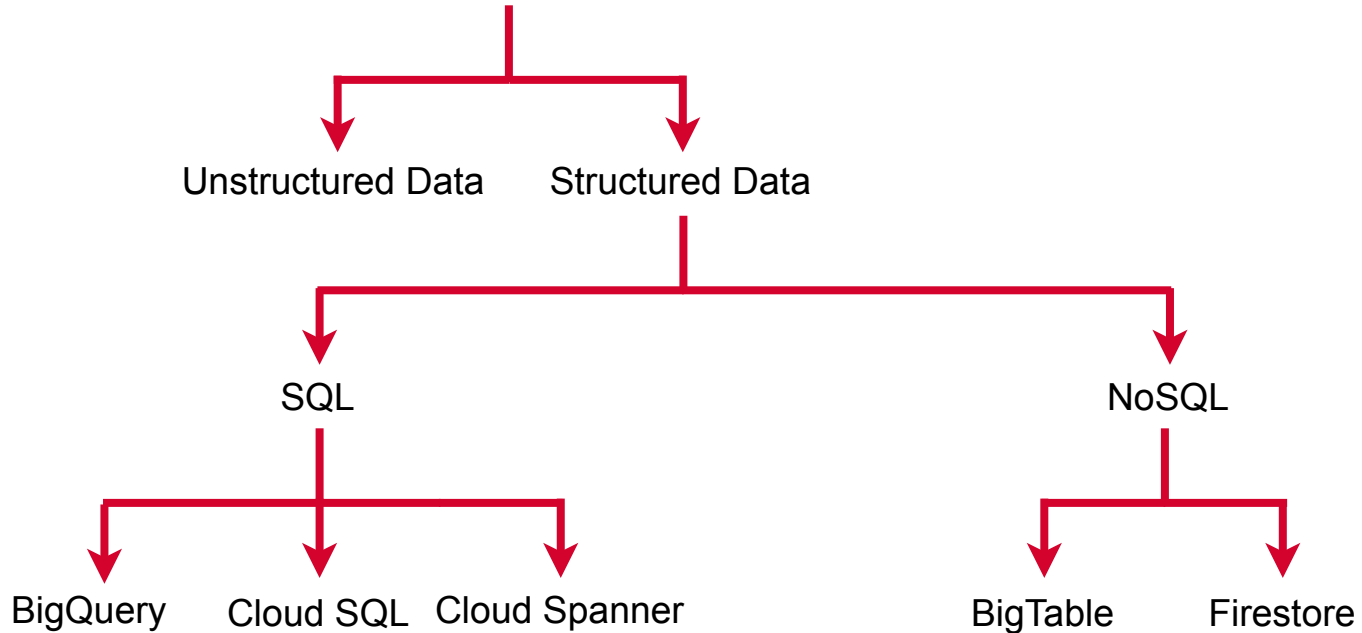 Unstructured Data
Structured Data
SQL
NoSQL
BigQuery
Cloud SQL
Cloud Spanner
BigTable
Firestore